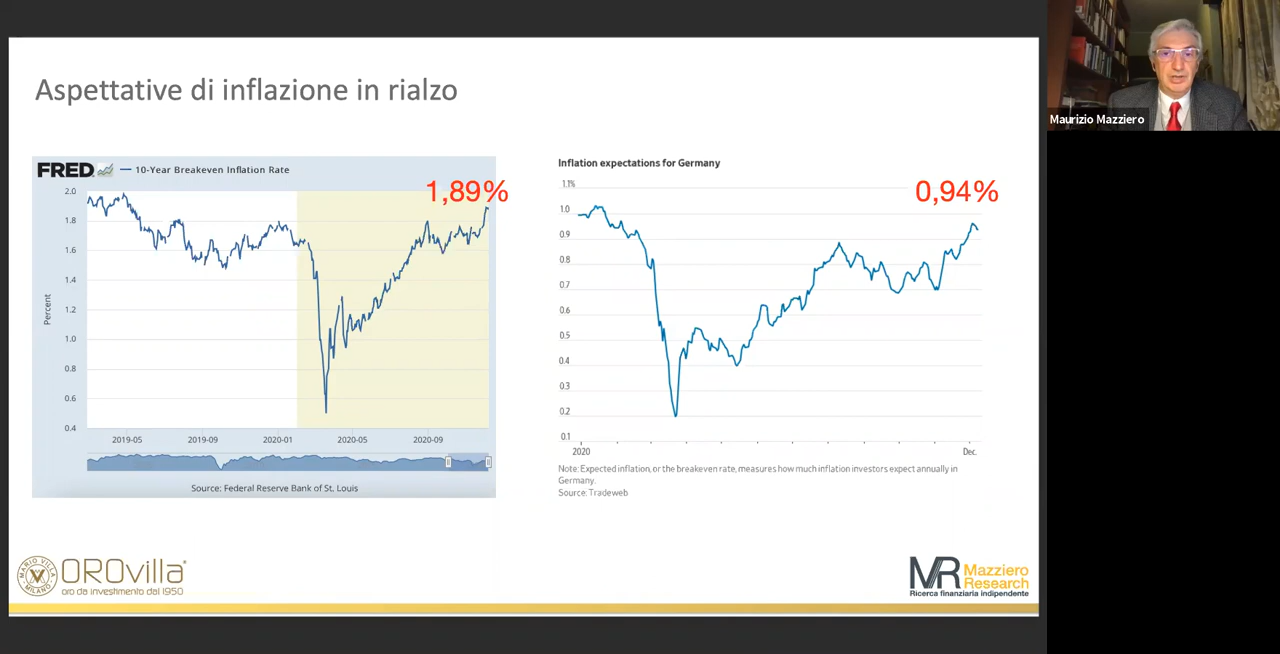 Aspettative di inflazione in rialzo
Maurizio Mazziero
FRED
10-Year Breakeven Inflation Rate
1,89%
2.0
1.8
1.6
1.4
1.2
1.0
0.8
0.6
0.4
Percent
2019-05 2019-09 2020-01 2020-05 2020-09
Source: Federal Reserve Bank of St. Louis
Inflation expectations for Germany
0,94%
1.1%
1.0
0.9
0.8
0.7
0.6
0.5
0.4
0.3
0.2
0.1
2020 Dec.
Note: Expected inflation, or the breakeven rate, measures how much inflation investors expect annually in
Germany.
Source: Tradeweb
MARIO VILLA
MILANO
OROvilla
oro da investimento dal 1950
MR Mazziero
Research
Ricerca finanziaria indipendente